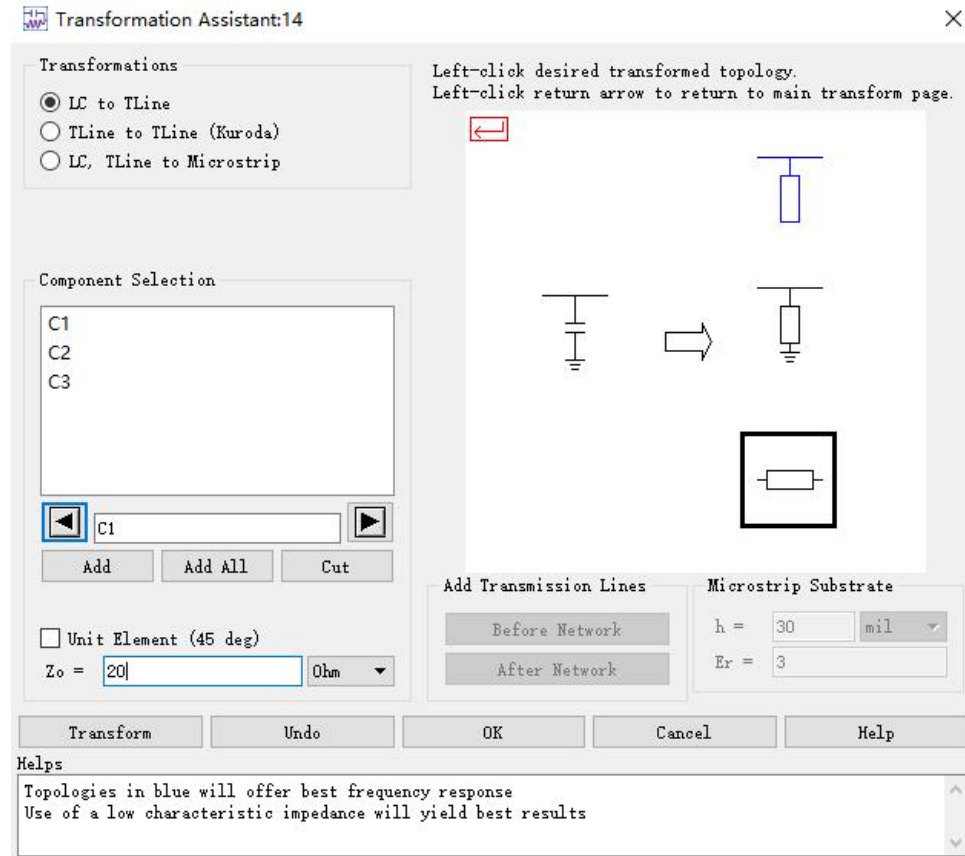 Transformation Assistant:14
Transformations
LC to TLine
TLine to TLine (Kuroda)
LC, TLine to Microstrip
Left-click desired transformed topology.
Left-click return arrow to return to main transform page.
Component Selection
C1
C2
C3
C1
Add
Add All
Cut
Unit Element (45 deg)
Zo =
20
Ohm
Add Transmission Lines
Before Network
After Network
Microstrip Substrate
h =
30
mil
Er =
3
Transform
Undo
OK
Cancel
Help
Helps
Topologies in blue will offer best frequency response
Use of a low characteristic impedance will yield best results